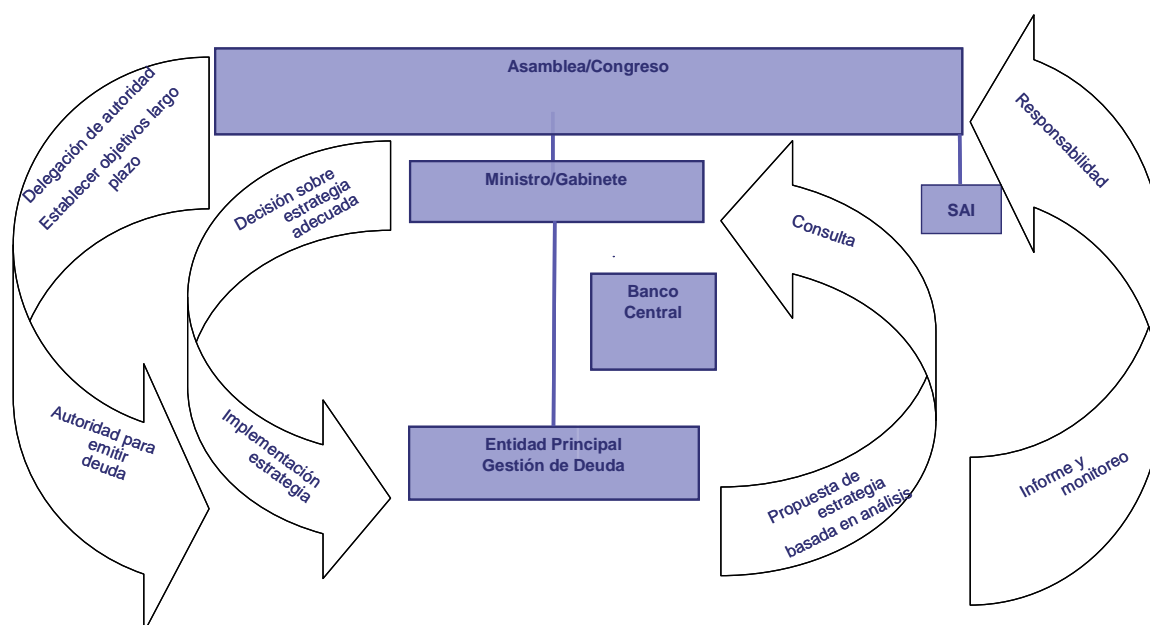 Asamblea/Congreso
Delegación de autoridad
Establecer objetivos largo
plazo
Decisión sobre
estrategia
adecuada
Ministro/Gabinete
Consulta
SAI
Responsabilidad
Banco
Central
Autoridad para
emitir
deuda
Implementación
estrategia
Entidad Principal
Gestión de Deuda
Propuesta de
estrategia
basada en análisis
Informe y
monitoreo